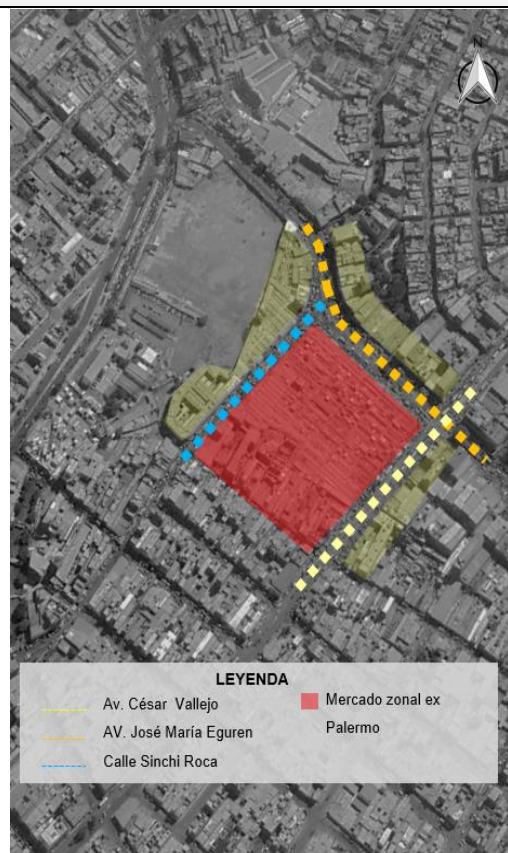 N
LEYENDA
Av. César Vallejo
AV. José María Eguren
Calle Sinchi Roca
Mercado zonal ex
Palermo